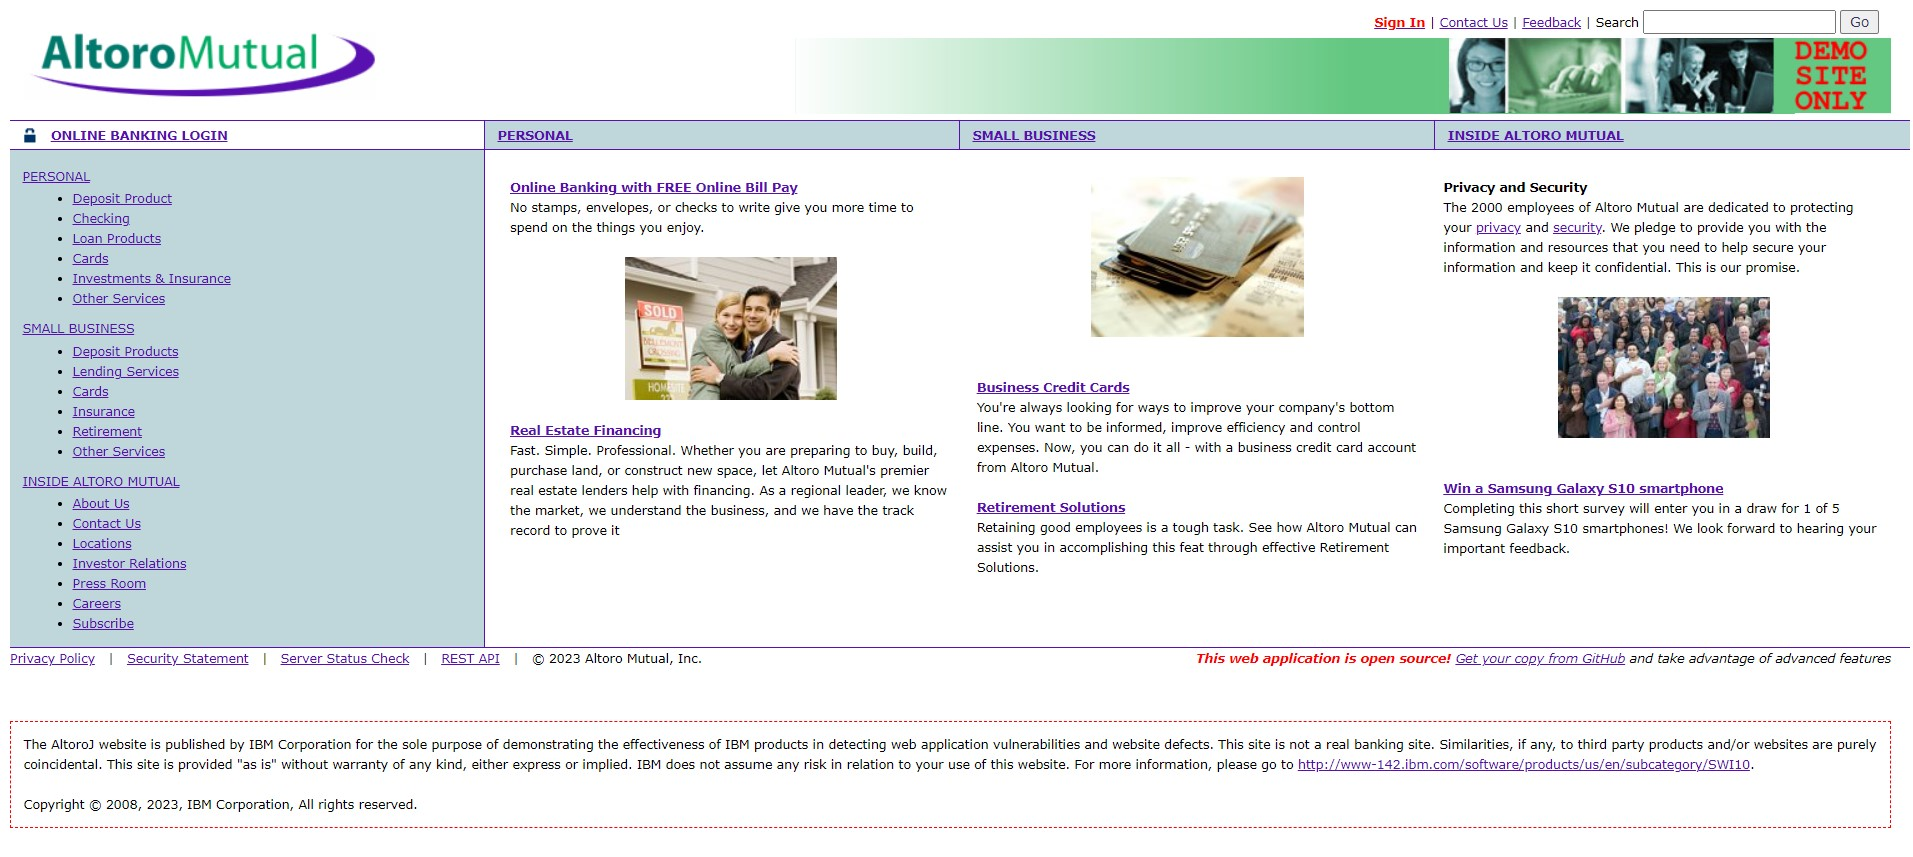 Sign In | Contact Us | Feedback | Search Go
AltoroMutual
DEMO
SITE
ONLY
ONLINE BANKING LOGIN
PERSONAL
SMALL BUSINESS
INSIDE ALTORO MUTUAL
PERSONAL
Deposit Product
Checking
Loan Products
Cards
Investments & Insurance
Other Services
SMALL BUSINESS
Deposit Products
Lending Services
Cards
Insurance
Retirement
Other Services
INSIDE ALTORO MUTUAL
About Us
Contact Us
Locations
Investor Relations
Press Room
Careers
Subscribe
Online Banking with FREE Online Bill Pay
No stamps, envelopes, or checks to write give you more time to
spend on the things you enjoy.
SOLD
BELLEMONT
CROSSING
HOMESITE
Real Estate Financing
Fast. Simple. Professional. Whether you are preparing to buy, build,
purchase land, or construct new space, let Altoro Mutual's premier
real estate lenders help with financing. As a regional leader, we know
the market, we understand the business, and we have the track
record to prove it
Business Credit Cards
You're always looking for ways to improve your company's bottom
line. You want to be informed, improve efficiency and control
expenses. Now, you can do it all - with a business credit card account
from Altoro Mutual.
Retirement Solutions
Retaining good employees is a tough task. See how Altoro Mutual can
assist you in accomplishing this feat through effective Retirement
Solutions.
Privacy and Security
The 2000 employees of Altoro Mutual are dedicated to protecting
your privacy and security. We pledge to provide you with the
information and resources that you need to help secure your
information and keep it confidential. This is our promise.
Win a Samsung Galaxy S10 smartphone
Completing this short survey will enter you in a draw for 1 of 5
Samsung Galaxy S10 smartphones! We look forward to hearing your
important feedback.
Privacy Policy | Security Statement | Server Status Check | REST API | © 2023 Altoro Mutual, Inc.
This web application is open source! Get your copy from GitHub and take advantage of advanced features
The AltoroJ website is published by IBM Corporation for the sole purpose of demonstrating the effectiveness of IBM products in detecting web application vulnerabilities and website defects. This site is not a real banking site. Similarities, if any, to third party products and/or websites are purely
coincidental. This site is provided "as is" without warranty of any kind, either express or implied. IBM does not assume any risk in relation to your use of this website. For more information, please go to http://www-142.ibm.com/software/products/us/en/subcategory/SWI10.
Copyright © 2008, 2023, IBM Corporation, All rights reserved.